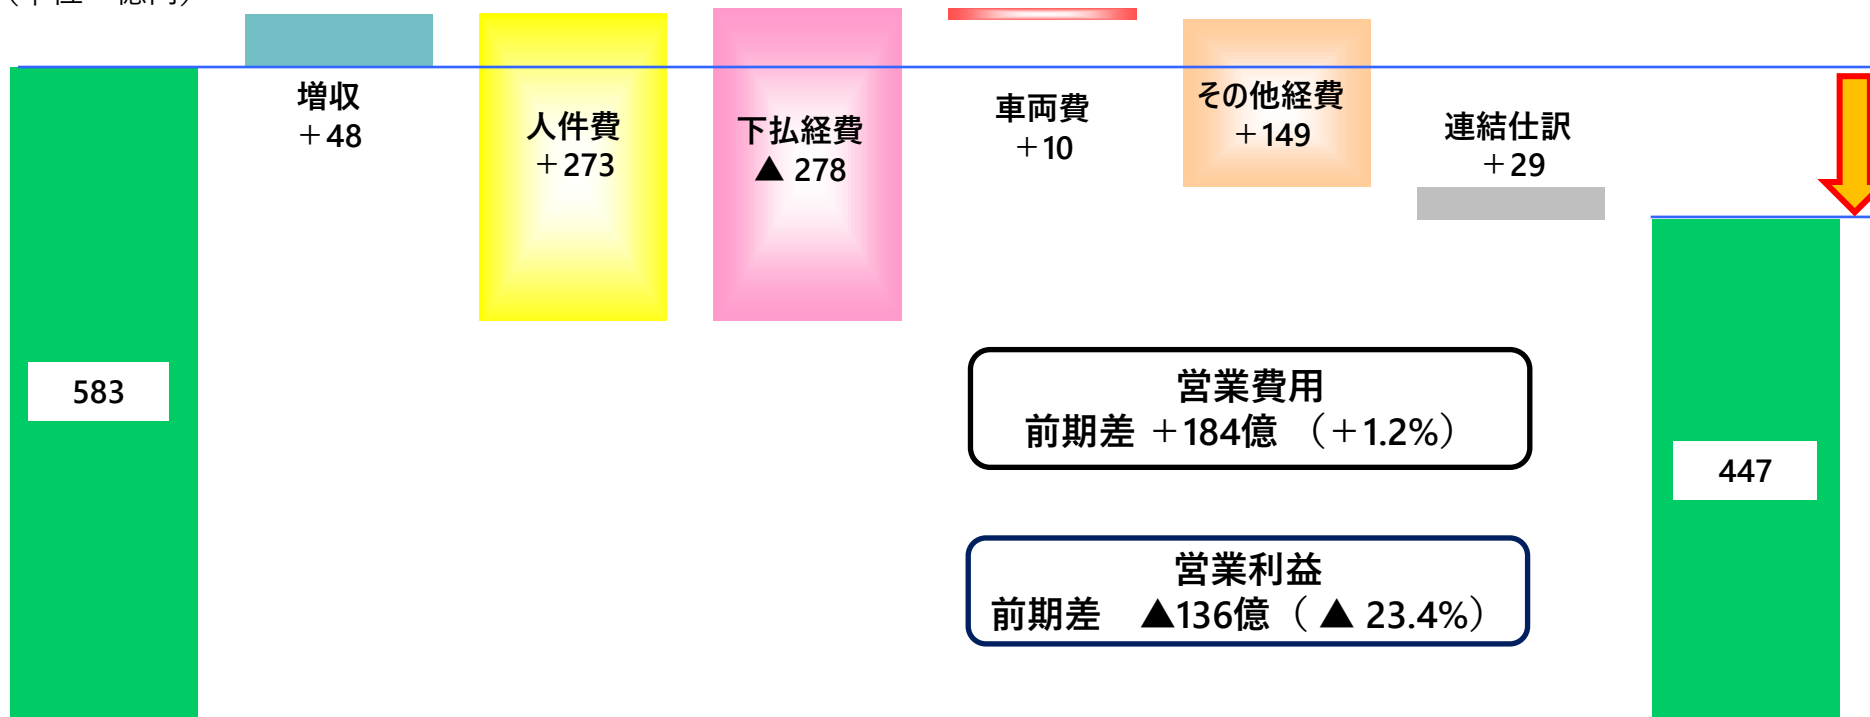 増収
＋48
人件費
＋273
下払経費
▲ 278
車両費
＋10
その他経費
＋149
連結仕訳
＋29
583
営業費用
前期差 ＋184億 （＋1.2%）
447
営業利益
前期差 ▲136億（ ▲ 23.4%）